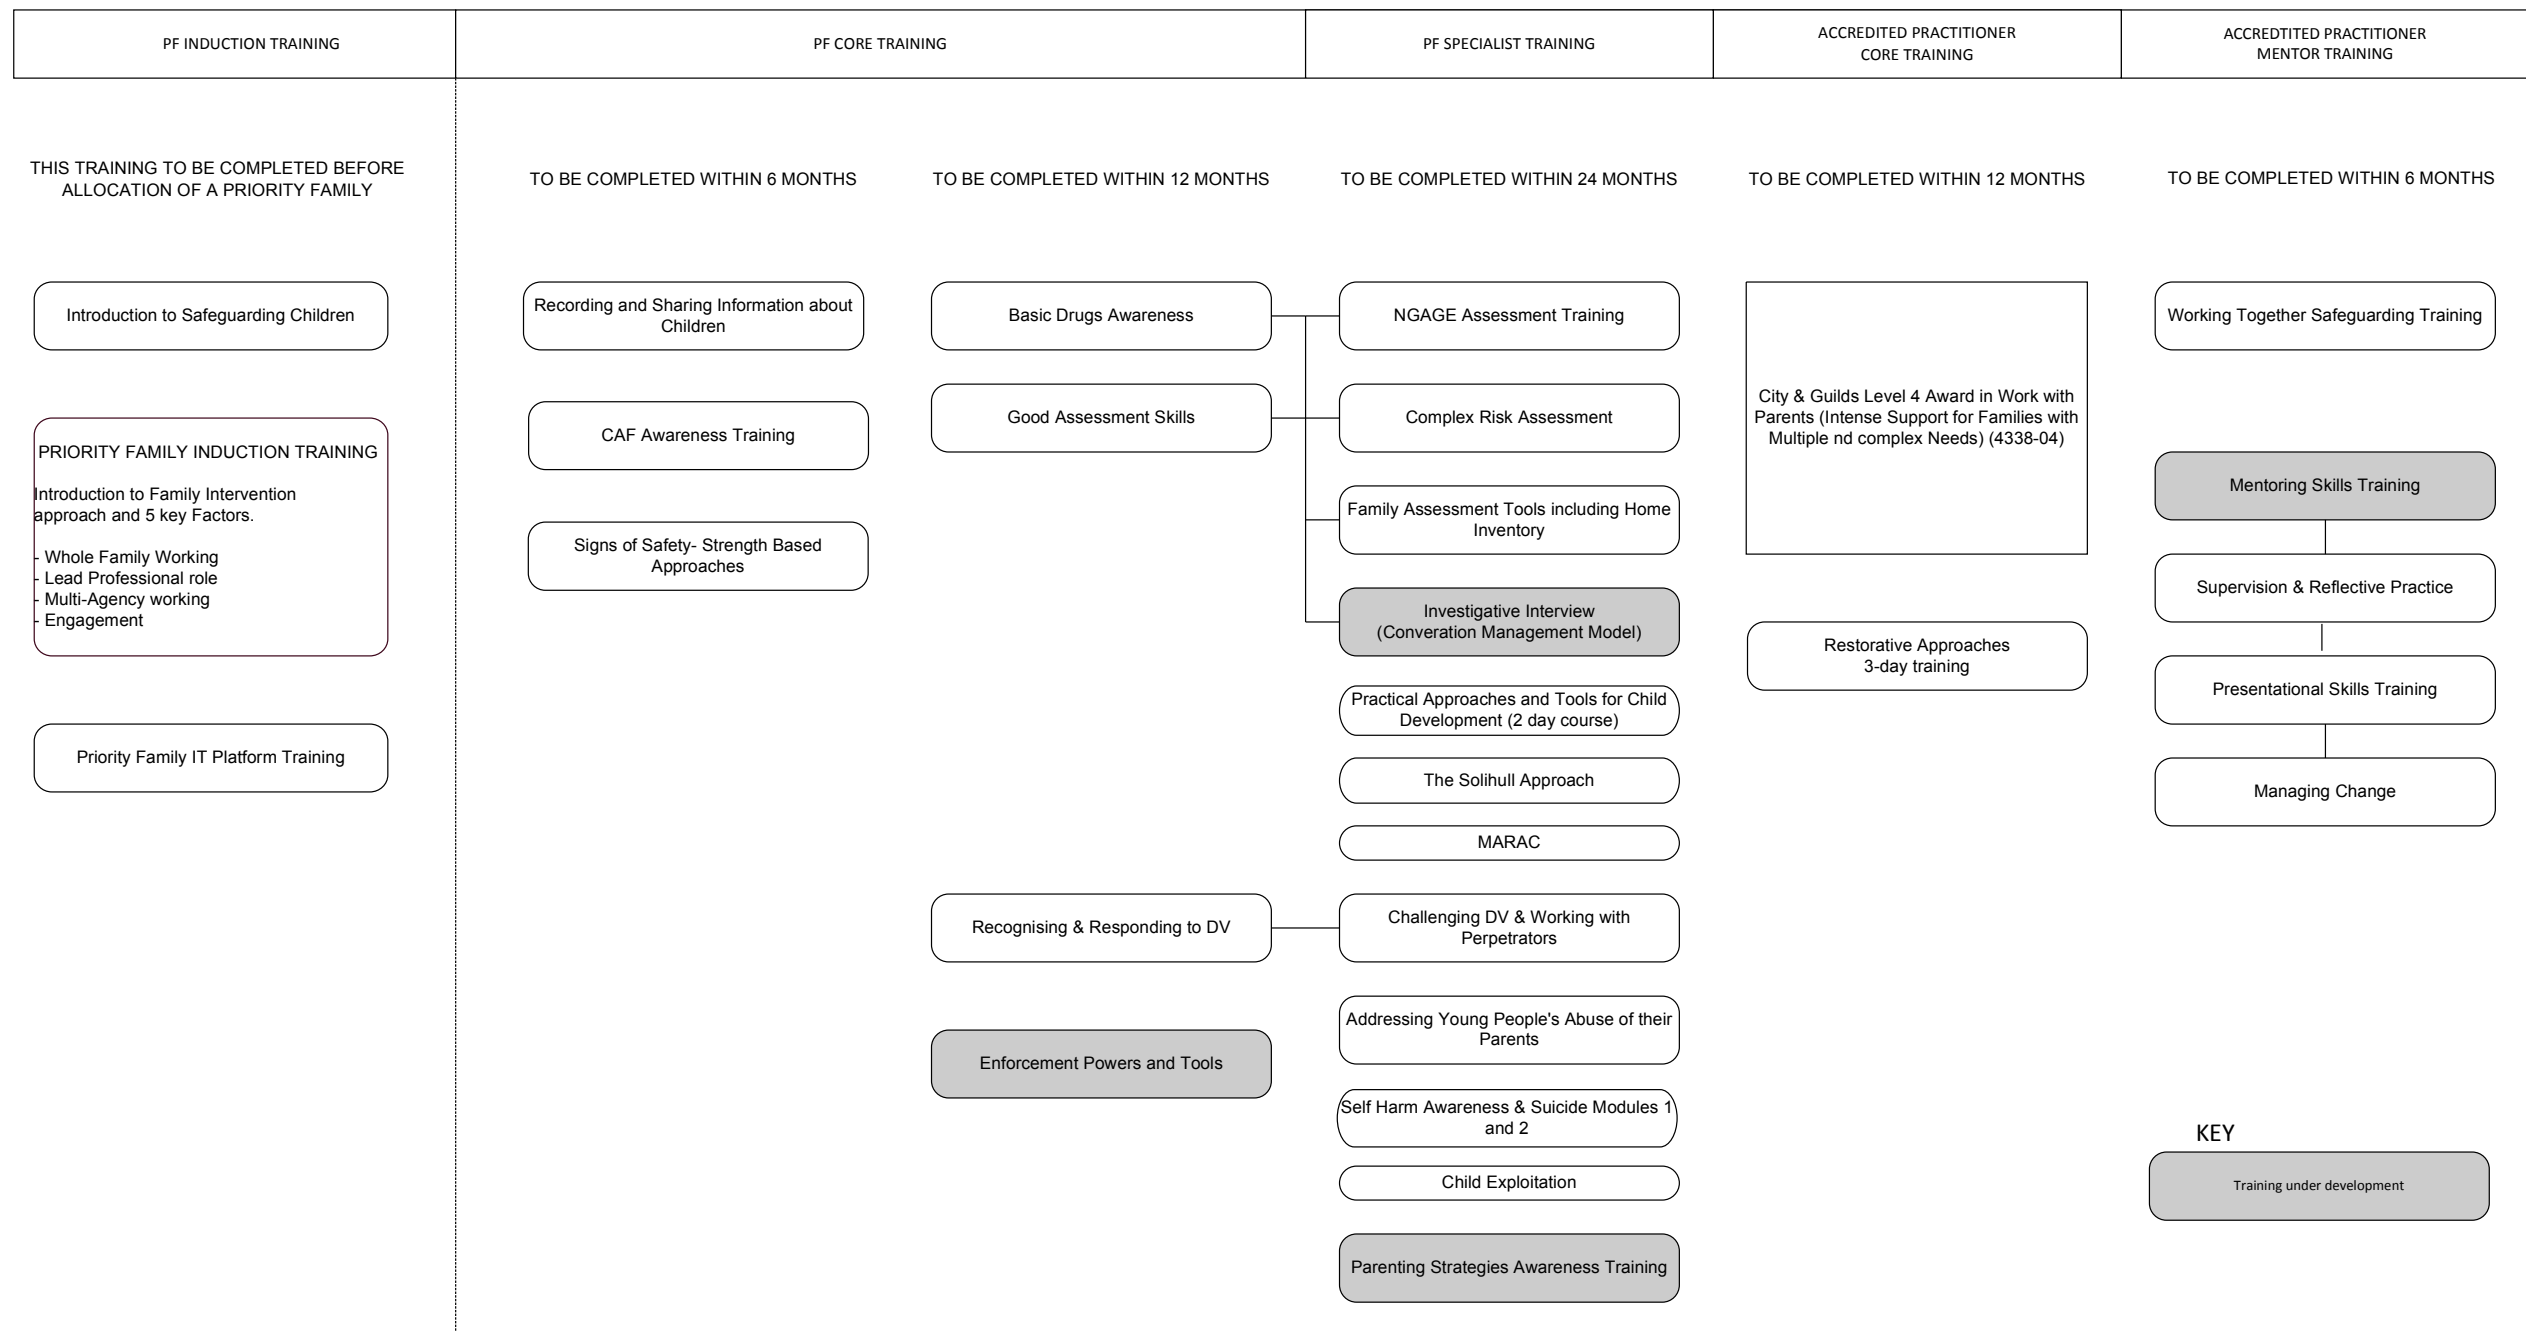 PF INDUCTION TRAINING
PF CORE TRAINING
PF SPECIALIST TRAINING
ACCREDITED PRACTITIONER
CORE TRAINING
ACCREDTITED PRACTITIONER
MENTOR TRAINING
THIS TRAINING TO BE COMPLETED BEFORE
ALLOCATION OF A PRIORITY FAMILY
TO BE COMPLETED WITHIN 6 MONTHS
TO BE COMPLETED WITHIN 12 MONTHS
TO BE COMPLETED WITHIN 24 MONTHS
TO BE COMPLETED WITHIN 12 MONTHS
TO BE COMPLETED WITHIN 6 MONTHS
Introduction to Safeguarding Children
PRIORITY FAMILY INDUCTION TRAINING
Introduction to Family Intervention
approach and 5 key Factors.
- Whole Family Working
- Lead Professional role
- Multi-Agency working
- Engagement
Priority Family IT Platform Training
Recording and Sharing Information about
Children
CAF Awareness Training
Signs of Safety- Strength Based
Approaches
Basic Drugs Awareness
Good Assessment Skills
Recognising & Responding to DV
Enforcement Powers and Tools
NGAGE Assessment Training
Complex Risk Assessment
Family Assessment Tools including Home
Inventory
Investigative Interview
(Converation Management Model)
Practical Approaches and Tools for Child
Development (2 day course)
The Solihull Approach
MARAC
Challenging DV & Working with
Perpetrators
Addressing Young People's Abuse of their
Parents
Self Harm Awareness & Suicide Modules 1
and 2
Child Exploitation
Parenting Strategies Awareness Training
City & Guilds Level 4 Award in Work with
Parents (Intense Support for Families with
Multiple nd complex Needs) (4338-04)
Restorative Approaches
3-day training
Working Together Safeguarding Training
Mentoring Skills Training
Supervision & Reflective Practice
Presentational Skills Training
Managing Change
KEY
Training under development